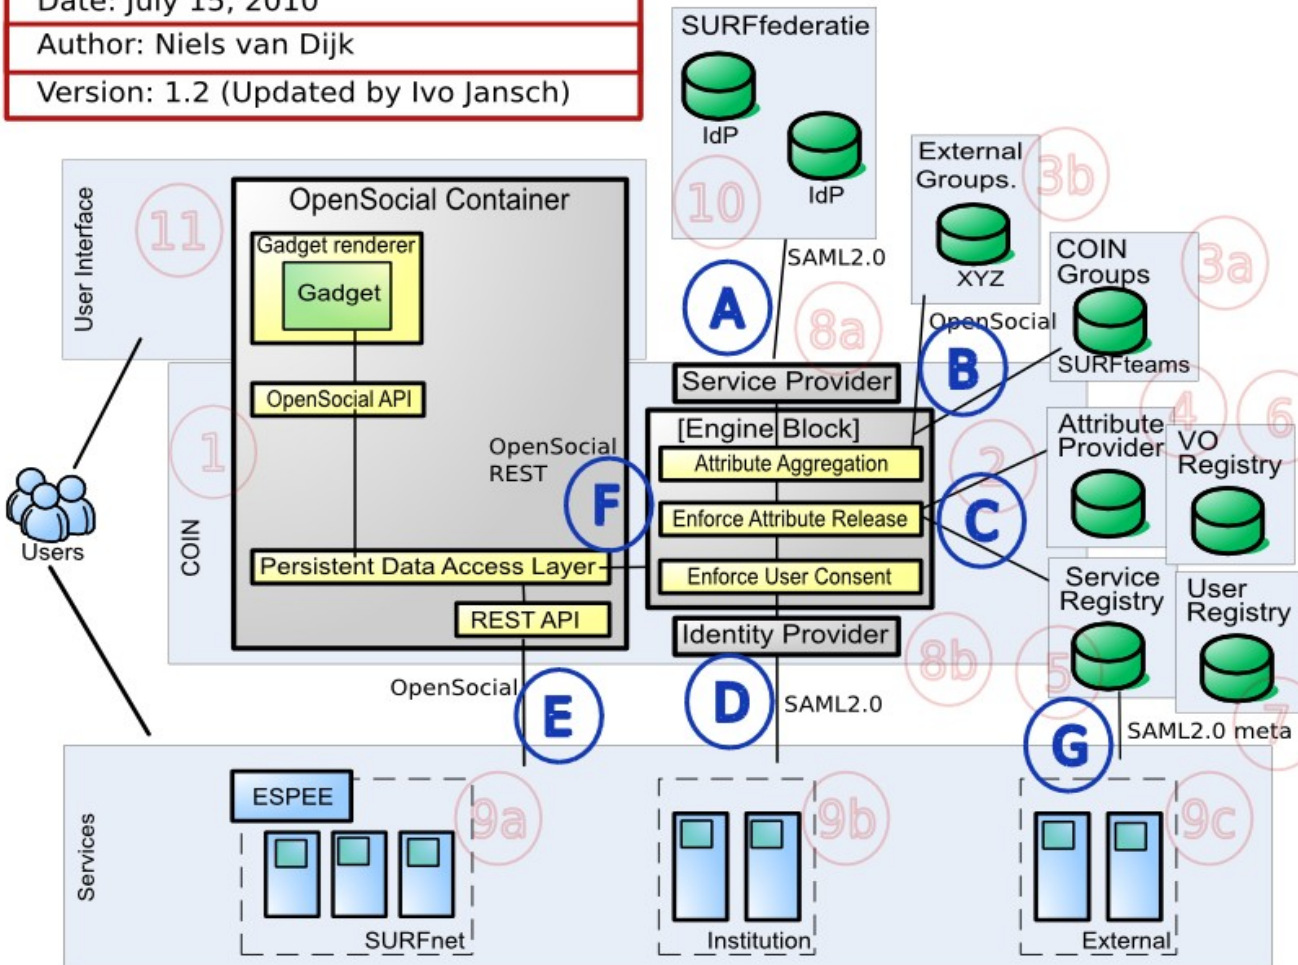 Date: July 15, 2010
Author: Niels van Dijk
Version: 1.2 (Updated by Ivo Jansch)
SURFfederatie
IdP
IdP
10
External
Groups.
XYZ
3b
COIN
Groups
SURFteams
3a
User Interface
11
OpenSocial Container
Gadget renderer
Gadget
OpenSocial API
SAML2.0
A
8a
OpenSocial
B
Service Provider
[Engine Block]
Attribute Aggregation
Enforce Attribute Release
Enforce User Consent
Identity Provider
OpenSocial
REST
F
1
2
C
4
6
Attribute
Provider
VO
Registry
Service
Registry
User
Registry
Users
COIN
Persistent Data Access Layer
REST API
8b
5
7
OpenSocial
E
D
SAML2.0
G
SAML2.0 meta
Services
ESPEE
9a
SURFnet
9b
Institution
9c
External